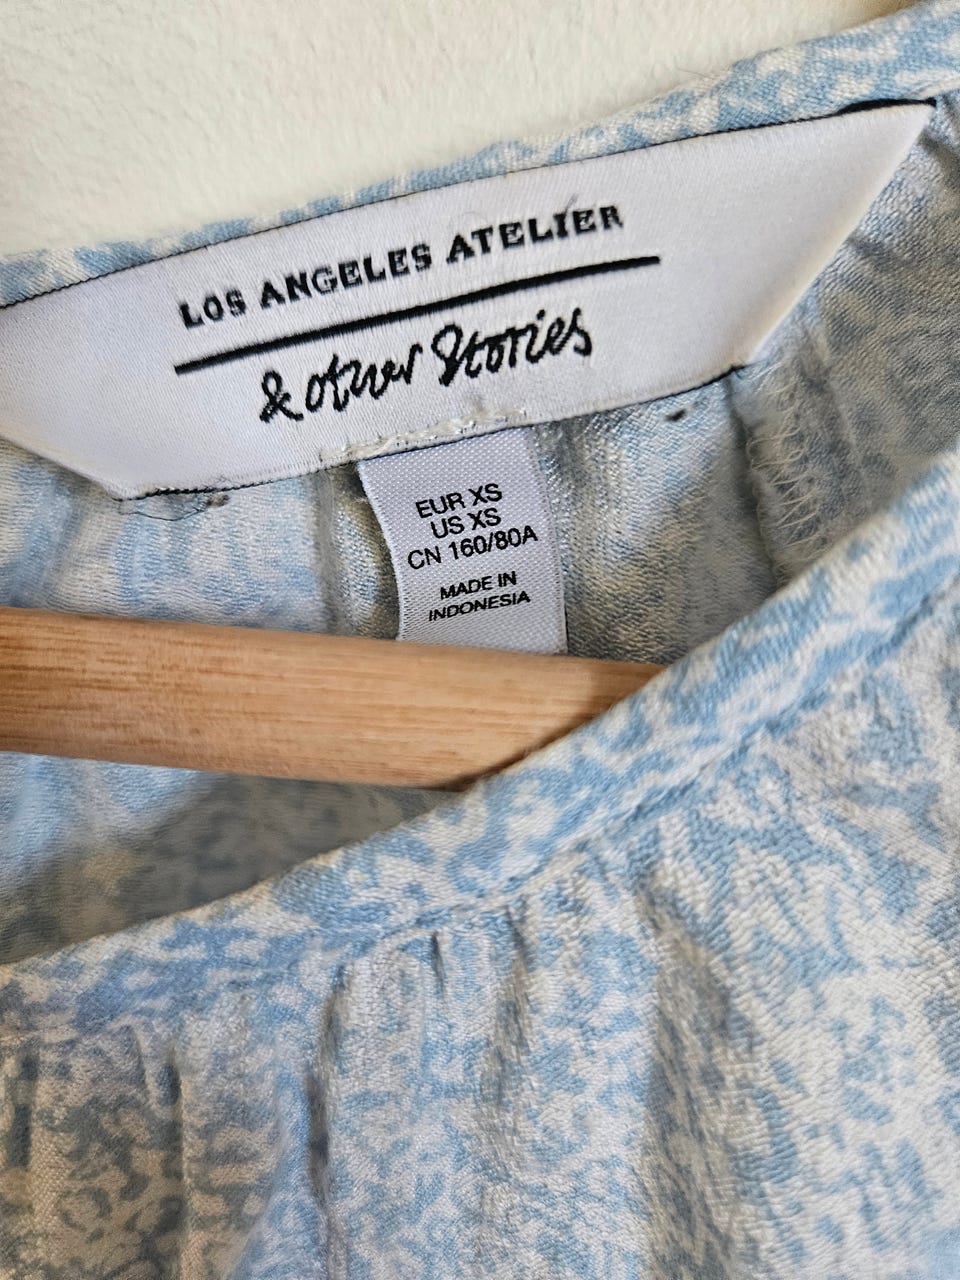 LOS ANGELES ATELIER
& other Stories
EUR XS
US XS
CN 160/80A
MADE IN
INDONESIA